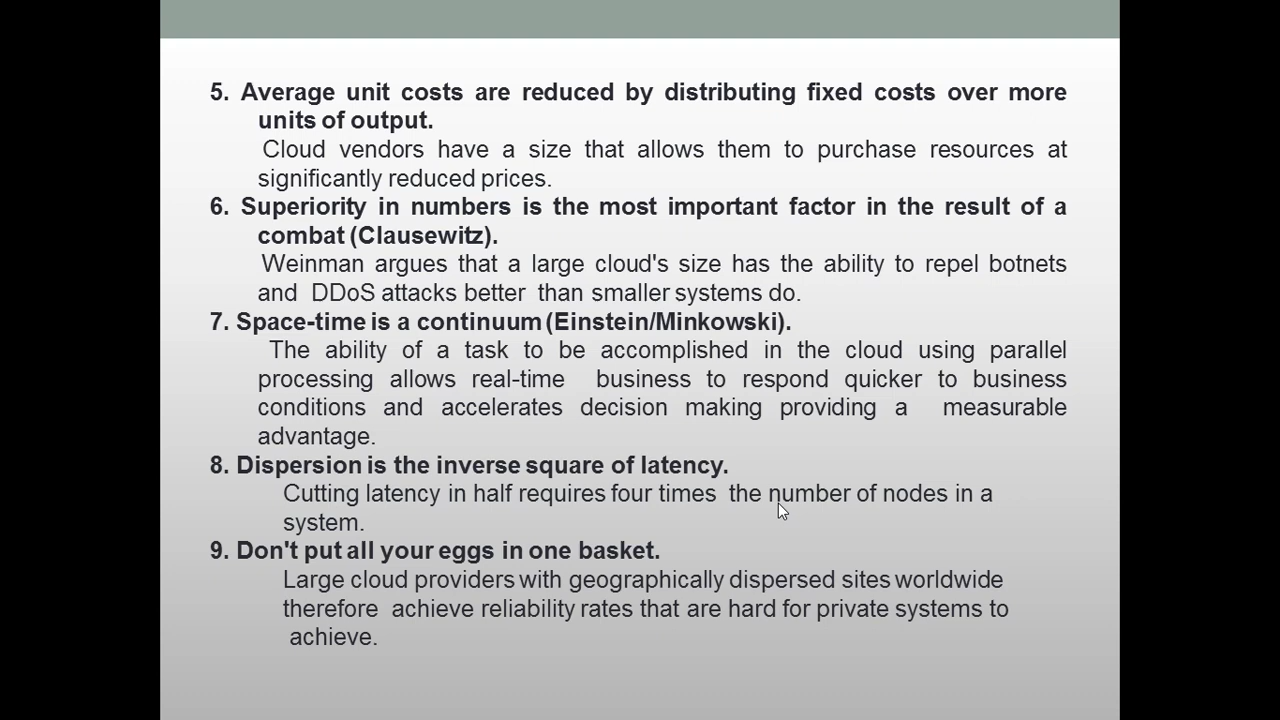 5. Average unit costs are reduced by distributing fixed costs over more
units of output.
Cloud vendors have a size that allows them to purchase resources at
significantly reduced prices.
6. Superiority in numbers is the most important factor in the result of a
combat (Clausewitz).
Weinman argues that a large cloud's size has the ability to repel botnets
and DDoS attacks better than smaller systems do.
7. Space-time is a continuum (Einstein/Minkowski).
The ability of a task to be accomplished in the cloud using parallel
processing allows real-time business to respond quicker to business
conditions and accelerates decision making providing a measurable
advantage.
8. Dispersion is the inverse square of latency.
Cutting latency in half requires four times the number of nodes in a
system.
9. Don't put all your eggs in one basket.
Large cloud providers with geographically dispersed sites worldwide
therefore achieve reliability rates that are hard for private systems to
achieve.